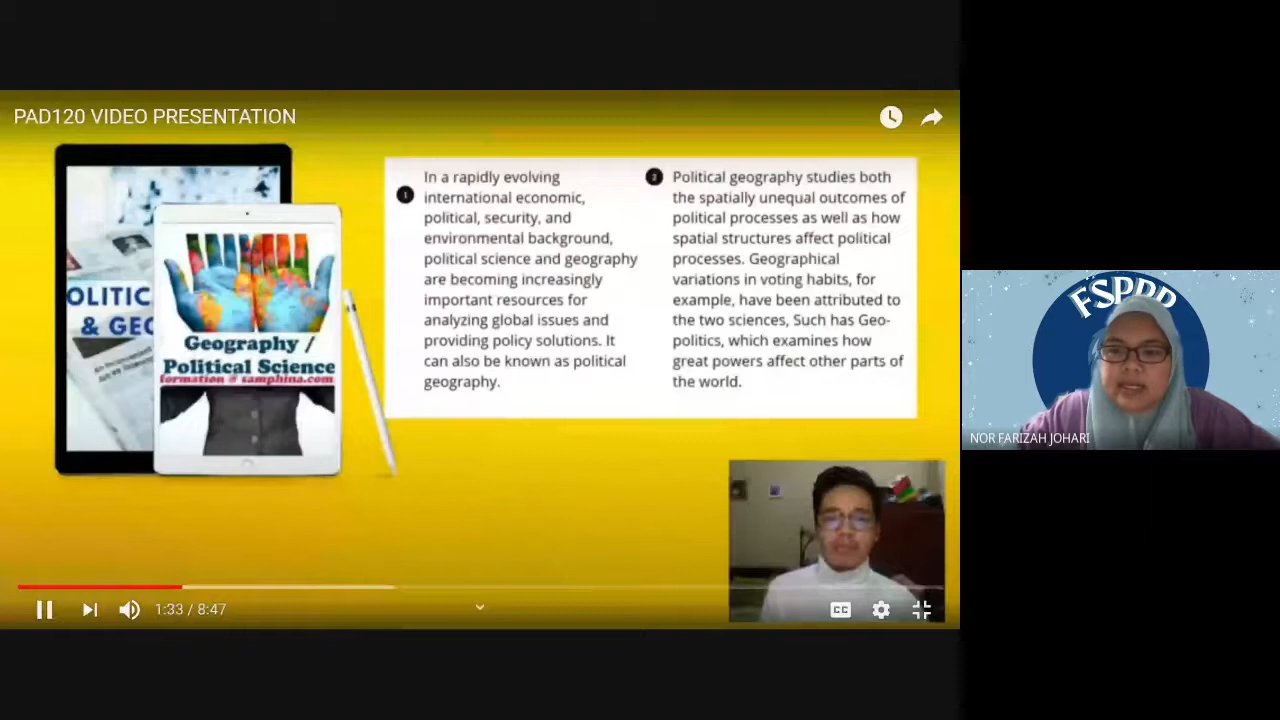 PAD120 VIDEO PRESENTATION
OLITIC
& GEO
Geography /
Political Science
formation @ samphina.com
1
In a rapidly evolving
international economic,
political, security, and
environmental background,
political science and geography
are becoming increasingly
important resources for
analyzing global issues and
providing policy solutions. It
can also be known as political
geography.
2
Political geography studies both
the spatially unequal outcomes of
political processes as well as how
spatial structures affect political
processes. Geographical
variations in voting habits, for
example, have been attributed to
the two sciences, Such has Geo-
politics, which examines how
great powers affect other parts of
the world.
1:33 / 8:47
CC
FSPPP
N'OR FARIZAH JOHARI